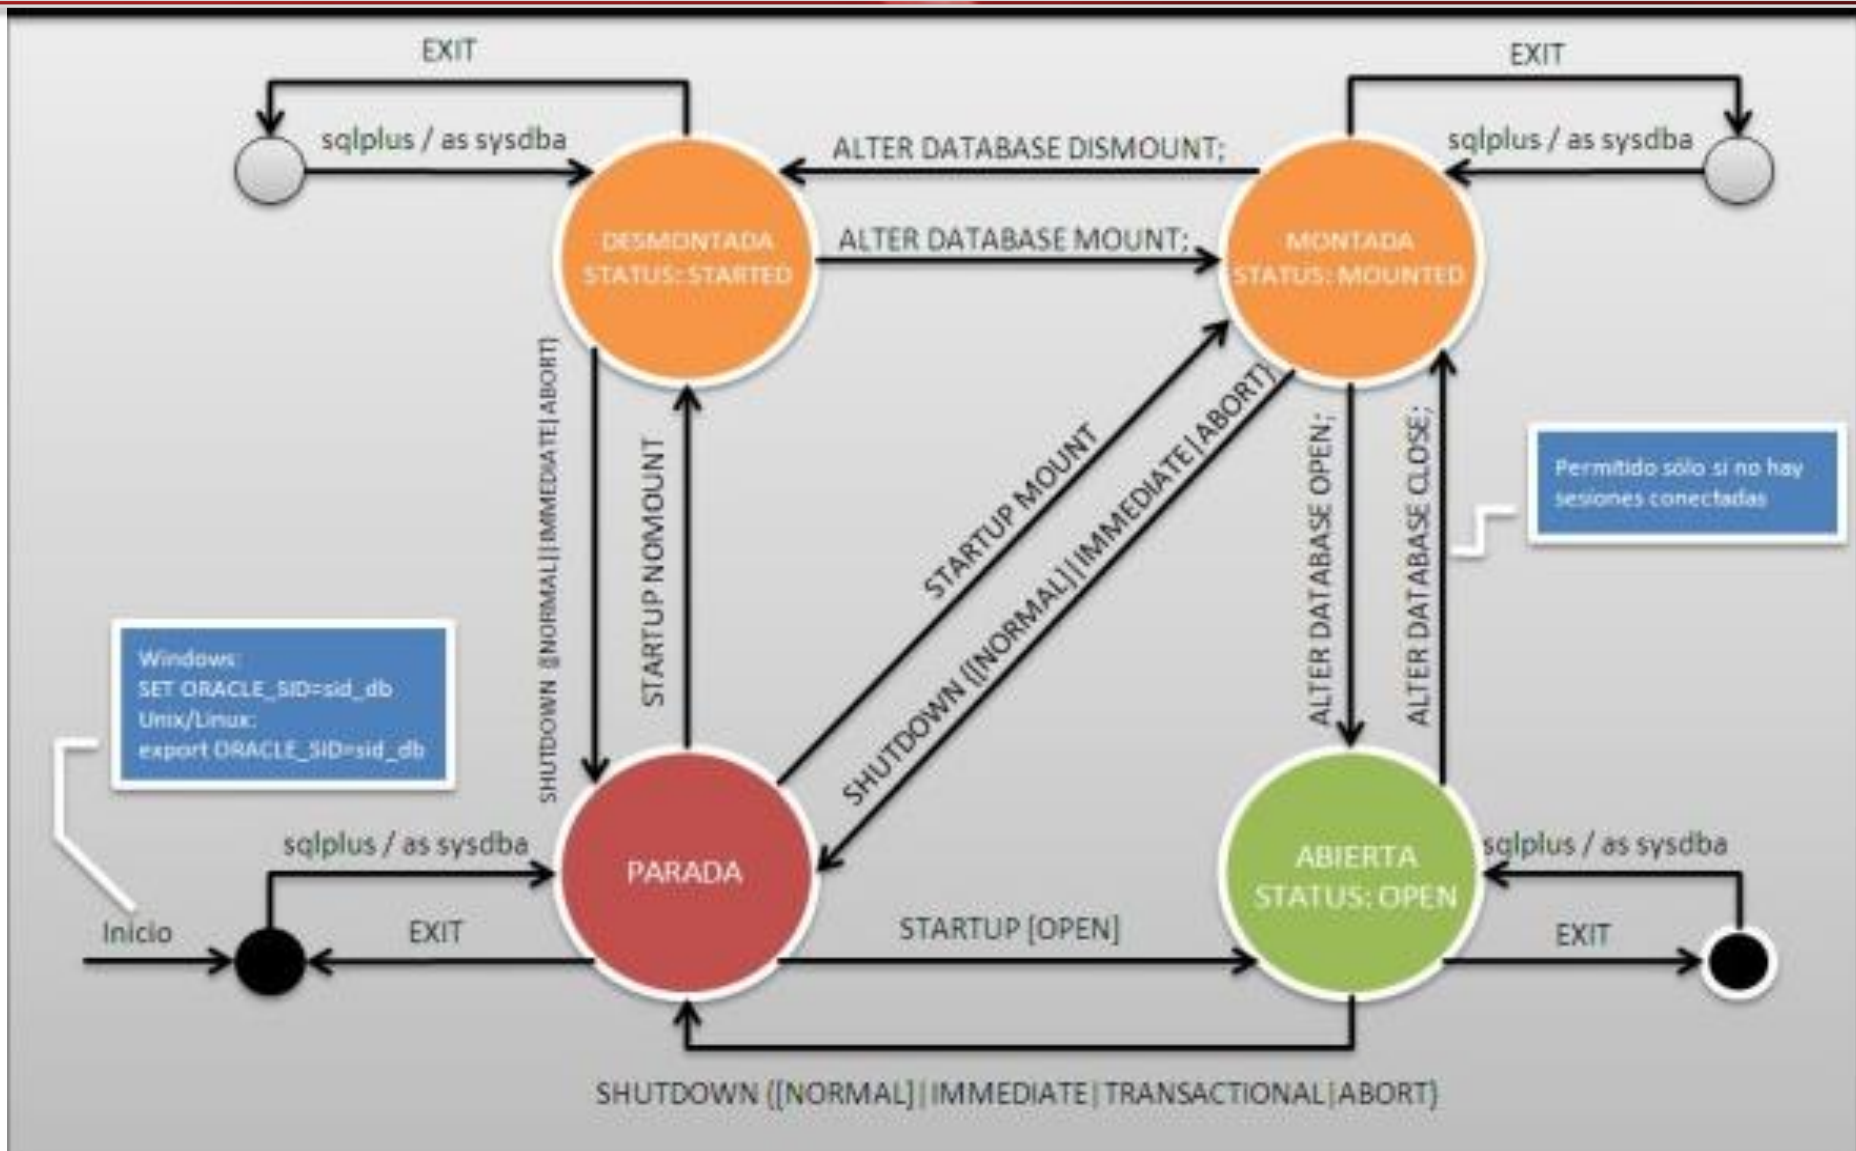 EXIT
EXIT
sqlplus / as sysdba
ALTER DATABASE DISMOUNT;
sqlplus / as sysdba
DESMONTADA
STATUS: STARTED
ALTER DATABASE MOUNT;
MONTADA
STATUS: MOUNTED
SHUTDOWN {[NORMAL]|IMMEDIATE|ABORT}
STARTUP NOMOUNT
STARTUP MOUNT
SHUTDOWN {[NORMAL]|IMMEDIATE|ABORT}
ALTER DATABASE OPEN;
ALTER DATABASE CLOSE;
Permitido sólo si no hay
sesiones conectadas
Windows:
SET ORACLE_SID=sid_db
Unix/Linux:
export ORACLE_SID=sid_db
sqlplus / as sysdba
PARADA
ABIERTA
STATUS: OPEN
sqlplus / as sysdba
Inicio
EXIT
STARTUP [OPEN]
EXIT
SHUTDOWN {[NORMAL]|IMMEDIATE|TRANSACTIONAL|ABORT}